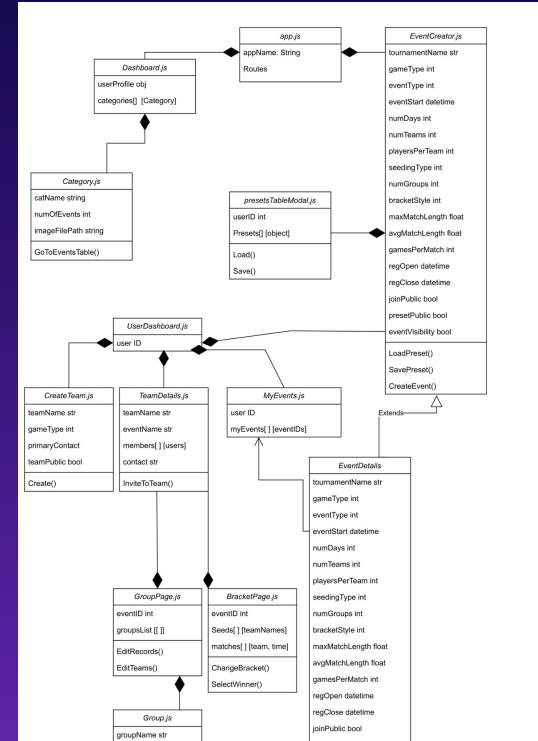 app.js
appName: String
Routes
Dashboard.js
userProfile obj
categories[] [Category]
Category.js
catName string
numOfEvents int
imageFilePath string
GoToEventsTable()
EventCreator.js
tournamentName str
gameType int
eventType int
eventStart datetime
numDays int
numTeams int
playersPerTeam int
seedingType int
numGroups int
bracketStyle int
maxMatchLength float
avgMatchLength float
gamesPerMatch int
regOpen datetime
regClose datetime
joinPublic bool
presetPublic bool
eventVisibility bool
LoadPreset()
SavePreset()
CreateEvent()
presetsTableModal.js
userID int
Presets[] [object]
Load()
Save()
UserDashboard.js
user ID
CreateTeam.js
teamName str
gameType int
primaryContact
teamPublic bool
Create()
TeamDetails.js
teamName str
eventName str
members[ ] [users]
contact str
InviteToTeam()
MyEvents.js
user ID
myEvents[ ] [eventIDs]
Extends
EventDetails
tournamentName str
gameType int
eventType int
eventStart datetime
numDays int
numTeams int
playersPerTeam int
seedingType int
numGroups int
bracketStyle int
maxMatchLength float
avgMatchLength float
gamesPerMatch int
regOpen datetime
regClose datetime
joinPublic bool
GroupPage.js
eventID int
groupsList [[ ]]
EditRecords()
EditTeams()
BracketPage.js
eventID int
Seeds[ ] [teamNames]
matches[ ] [team, time]
ChangeBracket()
SelectWinner()
Group.js
groupName str